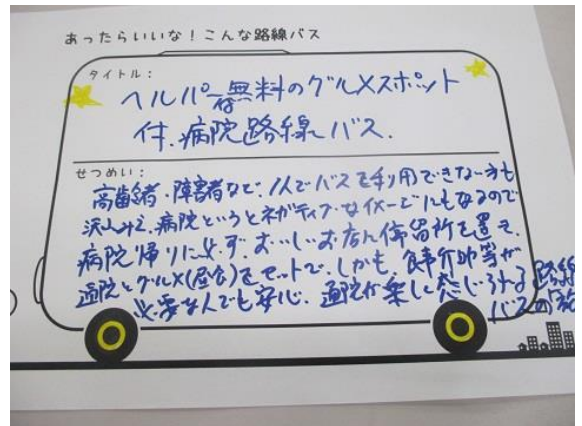 あったらいいな!こんな路線バス
タイトル:
ヘルパー無料のグルメスポット
付.病院路線バス.
せつめい:
高齢者・障害者など、1人でバスを利用できない方も
沢山みえ、病院というとネガティブなイメージにもなるので
病院帰りに必ず、おいしいお店に停留所を置き、
通院とグルメ(昼食)をセットで、しかも、食事介助等が
必要な人でも安心、通院が楽しく感じられる路線
バスの